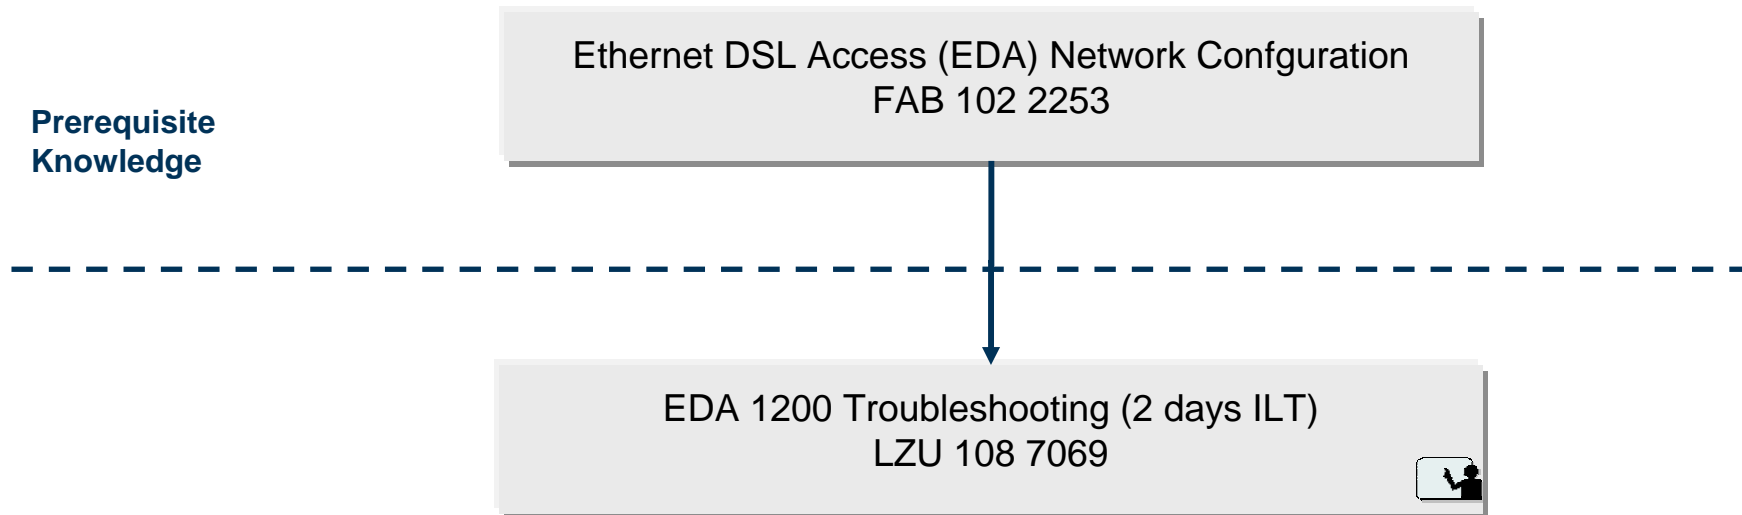 Ethernet DSL Access (EDA) Network Confguration
FAB 102 2253
Prerequisite
Knowledge
EDA 1200 Troubleshooting (2 days ILT)
LZU 108 7069